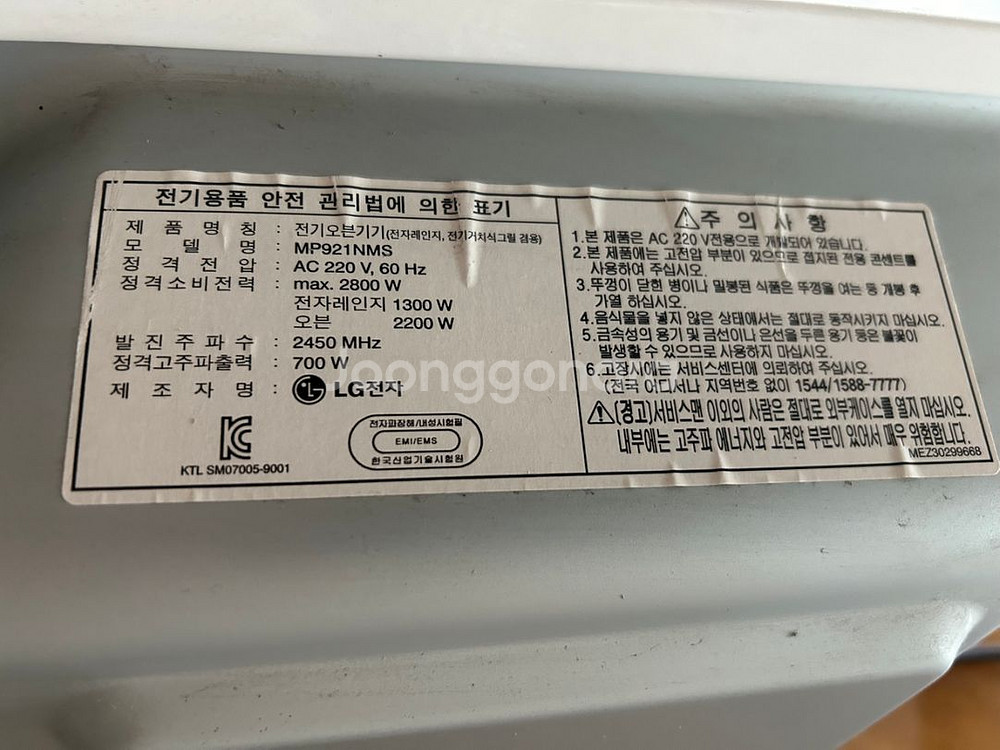 전기용품 안전 관리법에 의한 표기
제 품 명 칭 : 전기오븐기기(전자레인지, 전기거치식그릴 겸용)
모 델 명 : MP921NMS
정 격 전 압 : AC 220 V, 60 Hz
정격소비전력 : max. 2800 W
전자레인지 1300 W
오븐 2200 W
발 진 주 파 수 : 2450 MHz
정격고주파출력 : 700 W
제 조 자 명 : LG전자
KTL SM07005-9001
전자파장해/내성시험필
EMI/EMS
한국산업기술시험원
주 의 사 항
1.본 제품은 AC 220 V전용으로 개발되어 있습니다.
2.본 제품에는 고전압 부분이 있으므로 접지된 전용 콘센트를
사용하여 주십시오.
3.뚜껑이 닫힌 병이나 밀봉된 식품은 뚜껑을 여는 등 개봉 후
가열 하십시오.
4.음식물을 넣지 않은 상태에서는 절대로 동작시키지 마십시오.
5.금속성의 용기 및 금선이나 은선을 두른 용기 등은 불꽃이
발생할 수 있으므로 사용하지 마십시오.
6.고장시에는 서비스센터에 의뢰하여 주십시오.
(전국 어디서나 지역번호 없이 1544/1588-7777)
(경고)서비스맨 이외의 사람은 절대로 외부케이스를 열지 마십시오.
내부에는 고주파 에너지와 고전압 부분이 있어서 매우 위험합니다.
MEZ30299668